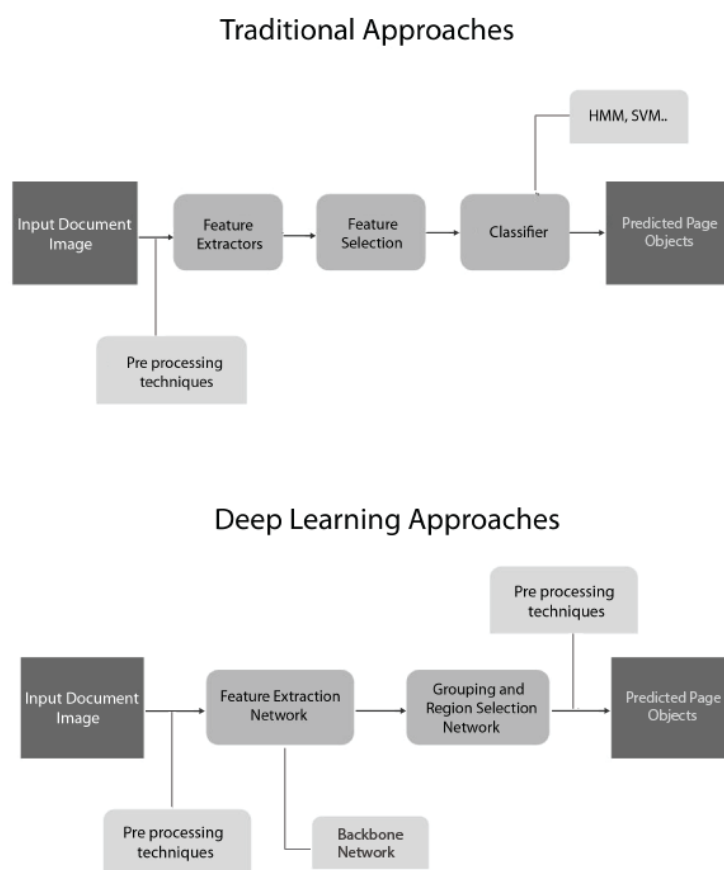 Traditional Approaches
HMM, SVM..
Input Document
Image
Feature
Extractors
Feature
Selection
Classifier
Predicted Page
Objects
Pre processing
techniques
Deep Learning Approaches
Pre processing
techniques
Input Document
Image
Feature Extraction
Network
Grouping and
Region Selection
Network
Predicted Page
Objects
Pre processing
techniques
Backbone
Network